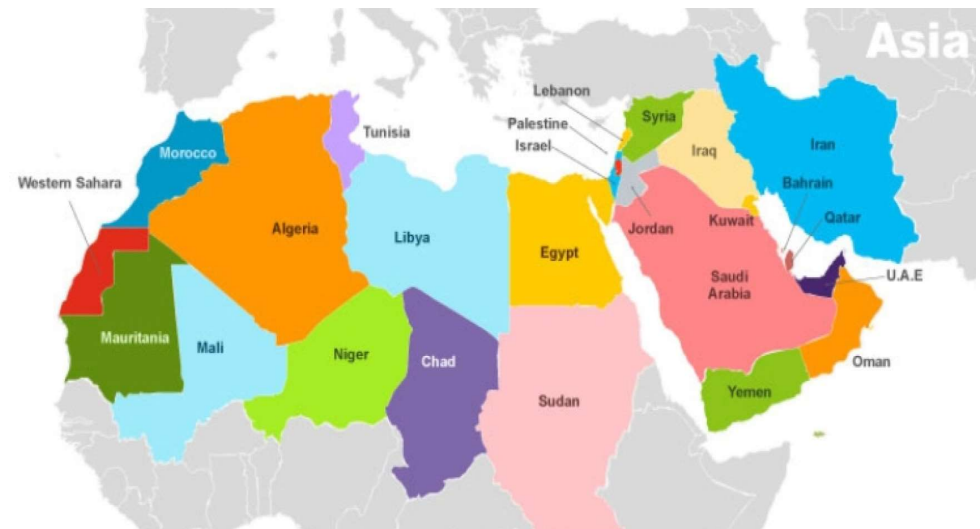 Asia
Lebanon
Syria
Palestine
Israel
Tunisia
Morocco
Iraq
Iran
Western Sahara
Bahrain
Algeria
Libya
Egypt
Jordan
Kuwait
Qatar
Saudi
Arabia
U.A.E
Mauritania
Mali
Niger
Chad
Sudan
Oman
Yemen